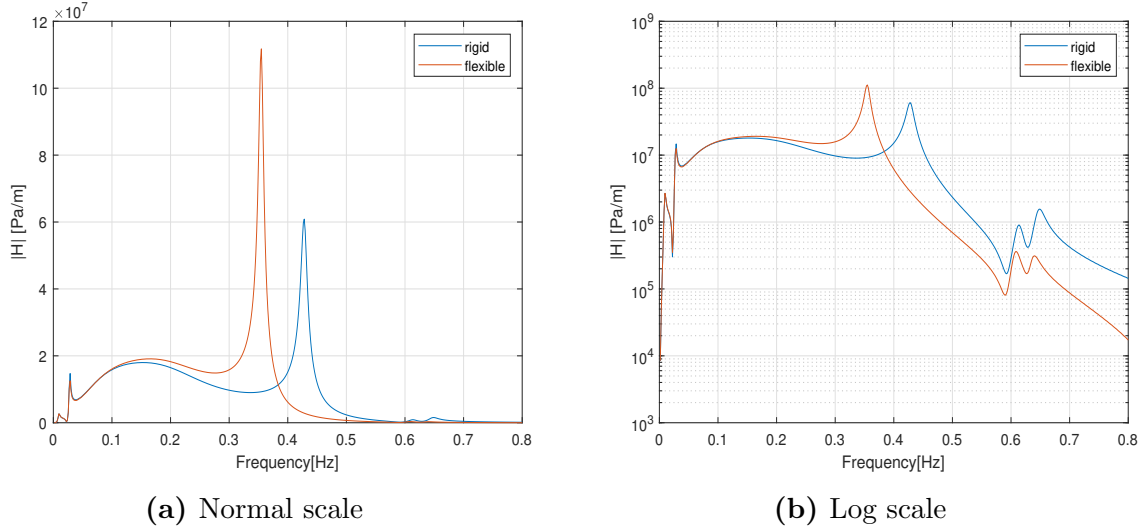 ×10⁷
12
10
8
6
4
2
0
|H| [Pa/m]
0 0.1 0.2 0.3 0.4 0.5 0.6 0.7 0.8
Frequency[Hz]
rigid
flexible
(a) Normal scale
10⁹
10⁸
10⁷
10⁶
10⁵
10⁴
10³
|H| [Pa/m]
0 0.1 0.2 0.3 0.4 0.5 0.6 0.7 0.8
Frequency[Hz]
rigid
flexible
(b) Log scale